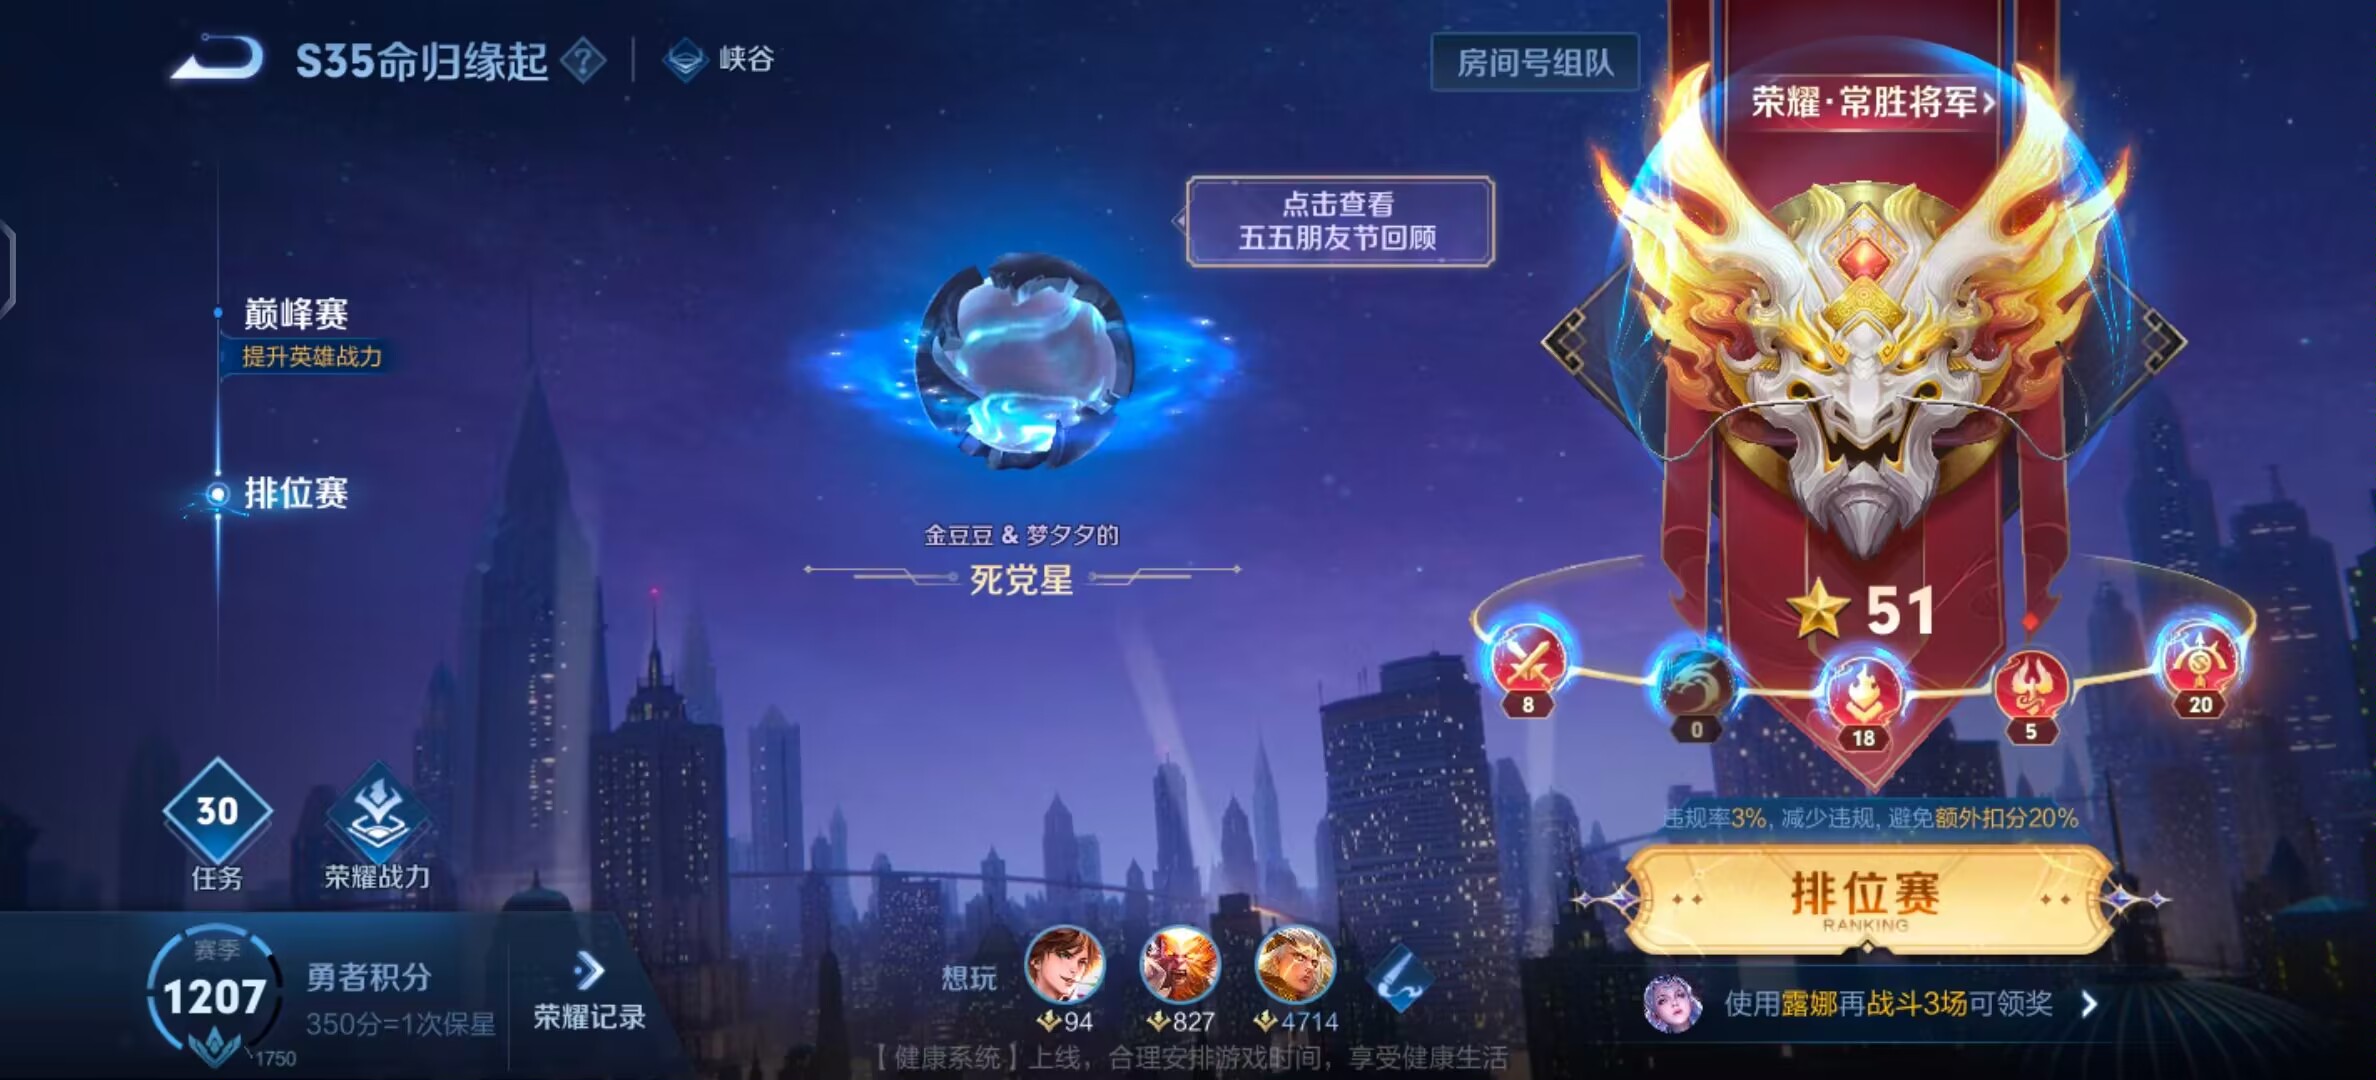 S35命归缘起
峡谷
房间号组队
荣耀·常胜将军
点击查看
五五朋友节回顾
巅峰赛
提升英雄战力
排位赛
金豆豆 & 梦夕夕的
死党星
51
8
0
18
5
20
30
任务
荣耀战力
违规率3%，减少违规，避免额外扣分20%
排位赛
RANKING
赛季
1207
1750
勇者积分
350分=1次保星
荣耀记录
想玩
94
827
4714
使用露娜再战斗3场可领奖
【健康系统】上线，合理安排游戏时间，享受健康生活